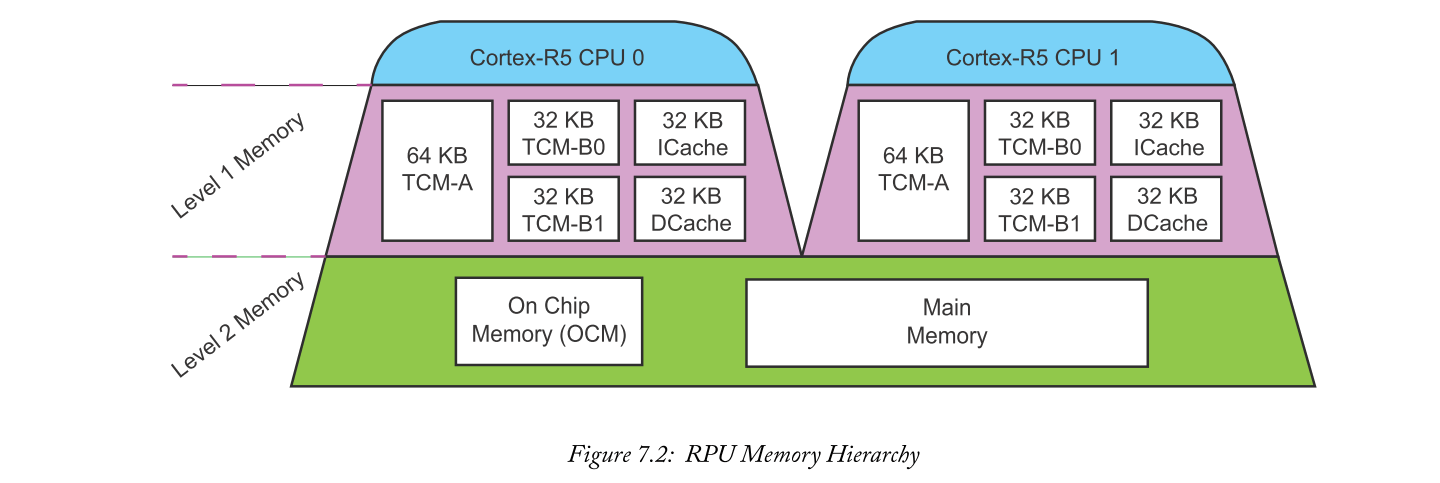 Cortex-R5 CPU 0
Cortex-R5 CPU 1
Level 1 Memory
64 KB
TCM-A
32 KB
TCM-B0
32 KB
ICache
32 KB
TCM-B1
32 KB
DCache
64 KB
TCM-A
32 KB
TCM-B0
32 KB
ICache
32 KB
TCM-B1
32 KB
DCache
Level 2 Memory
On Chip
Memory (OCM)
Main
Memory
Figure 7.2: RPU Memory Hierarchy